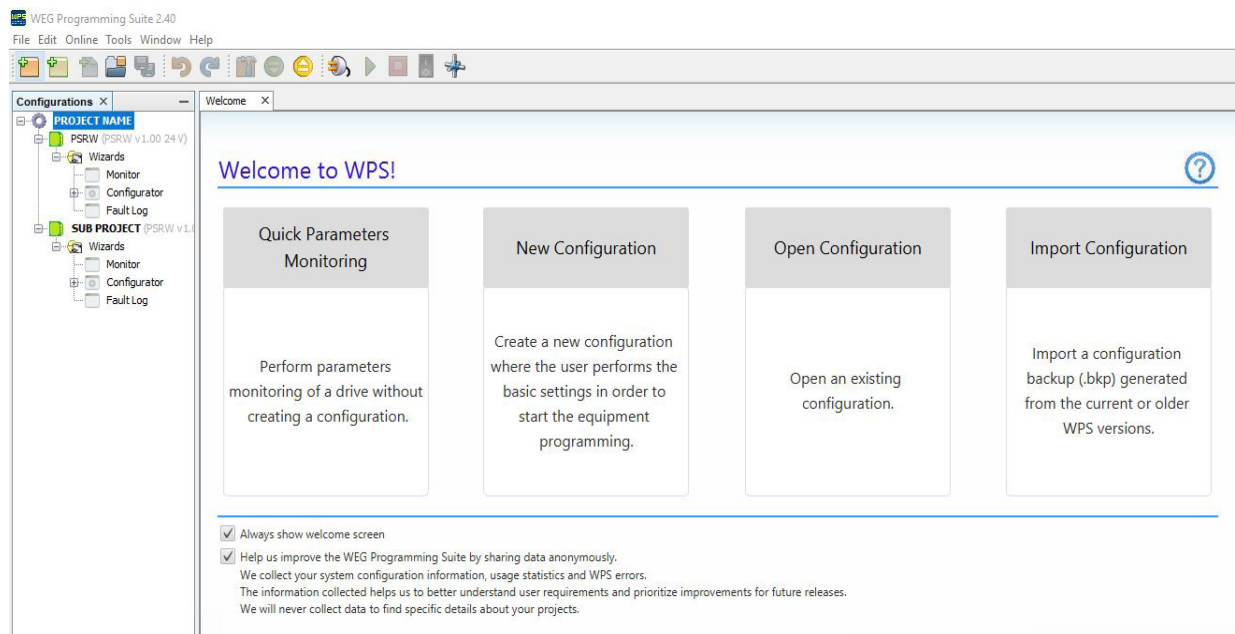 WPS WEG Programming Suite 2.40
File Edit Online Tools Window Help
Configurations
Welcome
PROJECT NAME
PSRW (PSRW v1.00 24 V)
Wizards
Monitor
Configurator
Fault Log
SUB PROJECT (PSRW v1.
Wizards
Monitor
Configurator
Fault Log
Welcome to WPS!
?
Quick Parameters
Monitoring
Perform parameters
monitoring of a drive without
creating a configuration.
New Configuration
Create a new configuration
where the user performs the
basic settings in order to
start the equipment
programming.
Open Configuration
Open an existing
configuration.
Import Configuration
Import a configuration
backup (.bkp) generated
from the current or older
WPS versions.
Always show welcome screen
Help us improve the WEG Programming Suite by sharing data anonymously.
We collect your system configuration information, usage statistics and WPS errors.
The information collected helps us to better understand user requirements and prioritize improvements for future releases.
We will never collect data to find specific details about your projects.